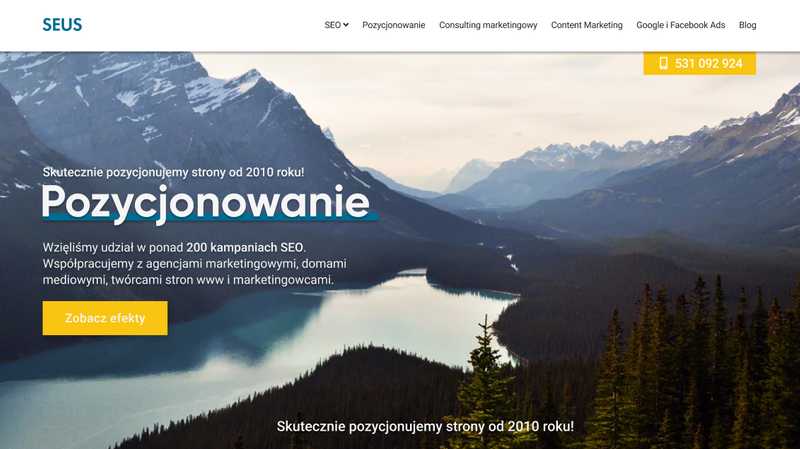 SEUS
SEO Pozycjonowanie Consulting marketingowy Content Marketing Google i Facebook Ads Blog
531 092 924
Skutecznie pozycjonujemy strony od 2010 roku!
Pozycjonowanie
Wzięliśmy udział w ponad 200 kampaniach SEO.
Współpracujemy z agencjami marketingowymi, domami
mediowymi, twórcami stron www i marketingowcami.
Zobacz efekty
Skutecznie pozycjonujemy strony od 2010 roku!